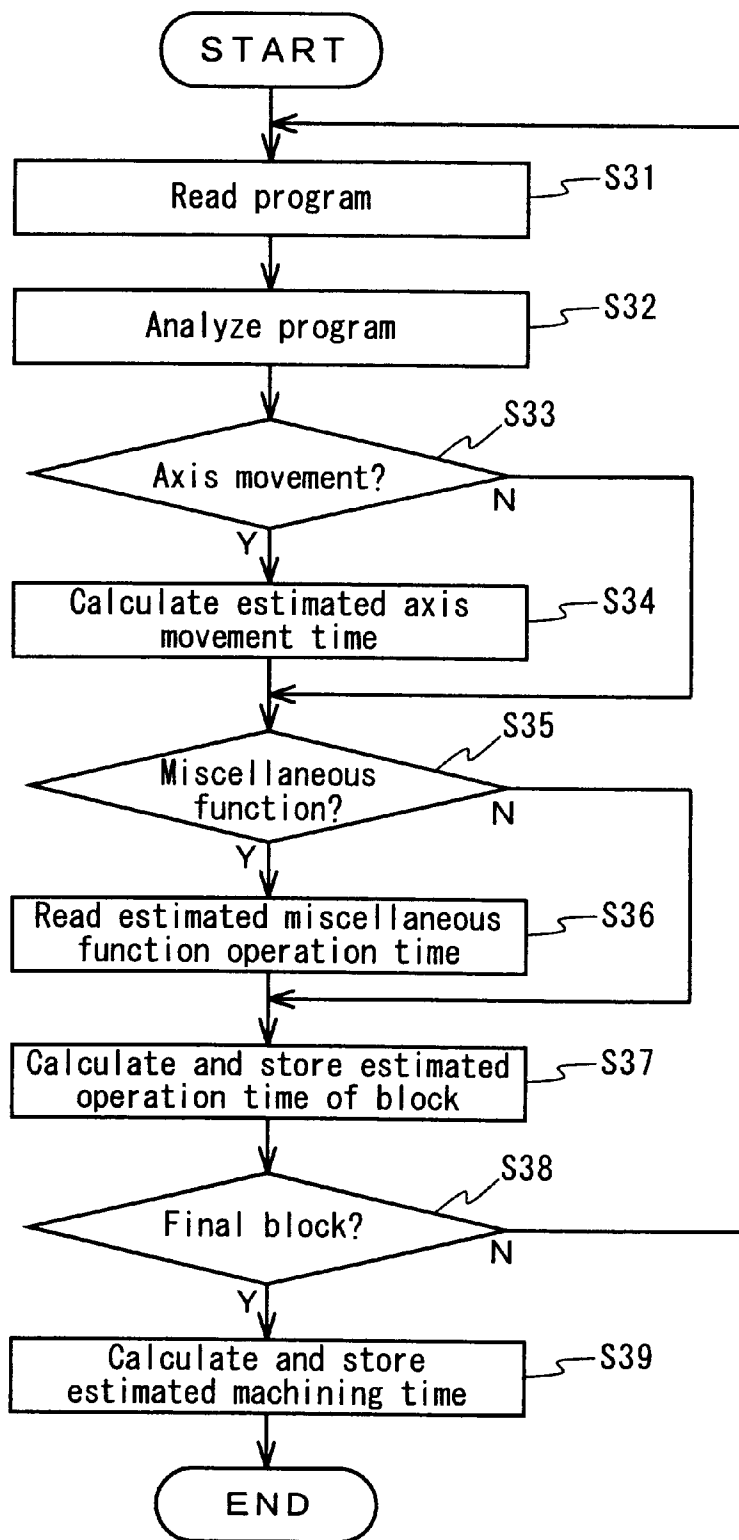 START
Read program
S31
Analyze program
S32
S33
Axis movement?
N
Y
Calculate estimated axis
movement time
S34
S35
Miscellaneous
function?
N
Y
Read estimated miscellaneous
function operation time
S36
Calculate and store estimated
operation time of block
S37
S38
Final block?
N
Y
Calculate and store
estimated machining time
S39
END